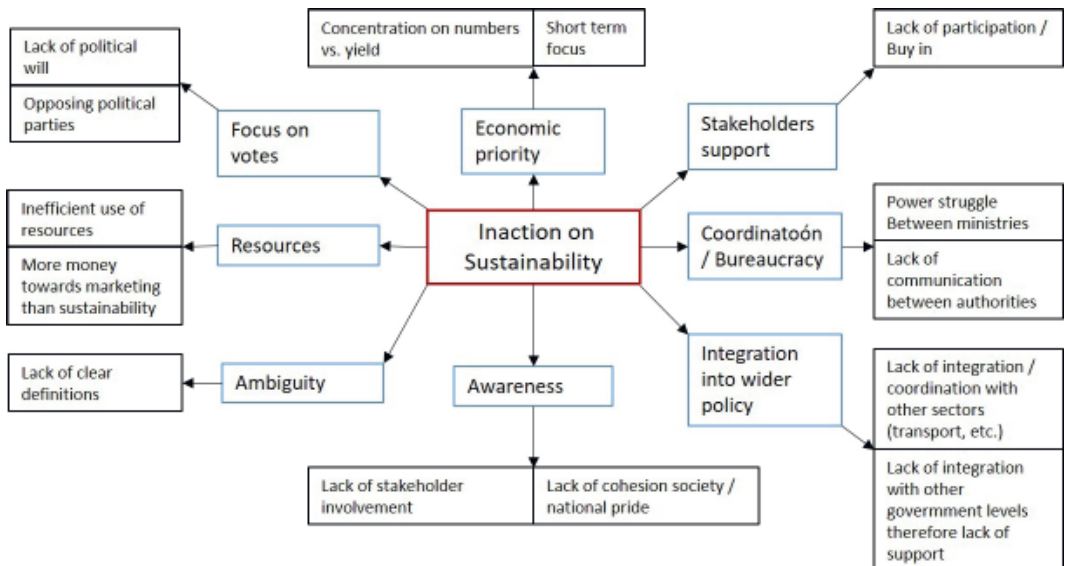 Concentration on numbers
vs. yield
Short term
focus
Lack of participation /
Buy in
Lack of political
will
Opposing political
parties
Focus on
votes
Economic
priority
Stakeholders
support
Inefficient use of
resources
More money
towards marketing
than sustainability
Resources
Inaction on
Sustainability
Coordinatoón
/ Bureaucracy
Power struggle
Between ministries
Lack of
communication
between authorities
Lack of clear
definitions
Ambiguity
Awareness
Integration
into wider
policy
Lack of integration /
coordination with
other sectors
(transport, etc.)
Lack of integration
with other
government levels
therefore lack of
support
Lack of stakeholder
involvement
Lack of cohesion society /
national pride